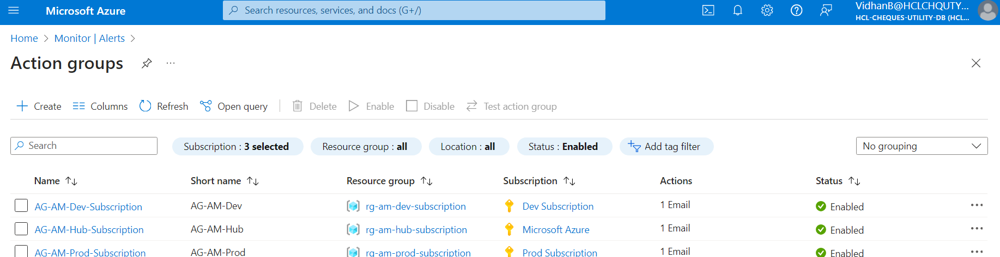 Microsoft Azure
Search resources, services, and docs (G+/)
VidhanB@HCLCHQUTY...
HCL-CHEQUES-UTILITY-DB (HCL...
Home > Monitor | Alerts >
Action groups
Create Columns Refresh Open query Delete Enable Disable Test action group
Search Subscription : 3 selected Resource group : all Location : all Status : Enabled Add tag filter No grouping
Name Short name Resource group Subscription Actions Status
AG-AM-Dev-Subscription AG-AM-Dev rg-am-dev-subscription Dev Subscription 1 Email Enabled
AG-AM-Hub-Subscription AG-AM-Hub rg-am-hub-subscription Microsoft Azure 1 Email Enabled
AG-AM-Prod-Subscription AG-AM-Prod rg-am-prod-subscription Prod Subscription 1 Email Enabled